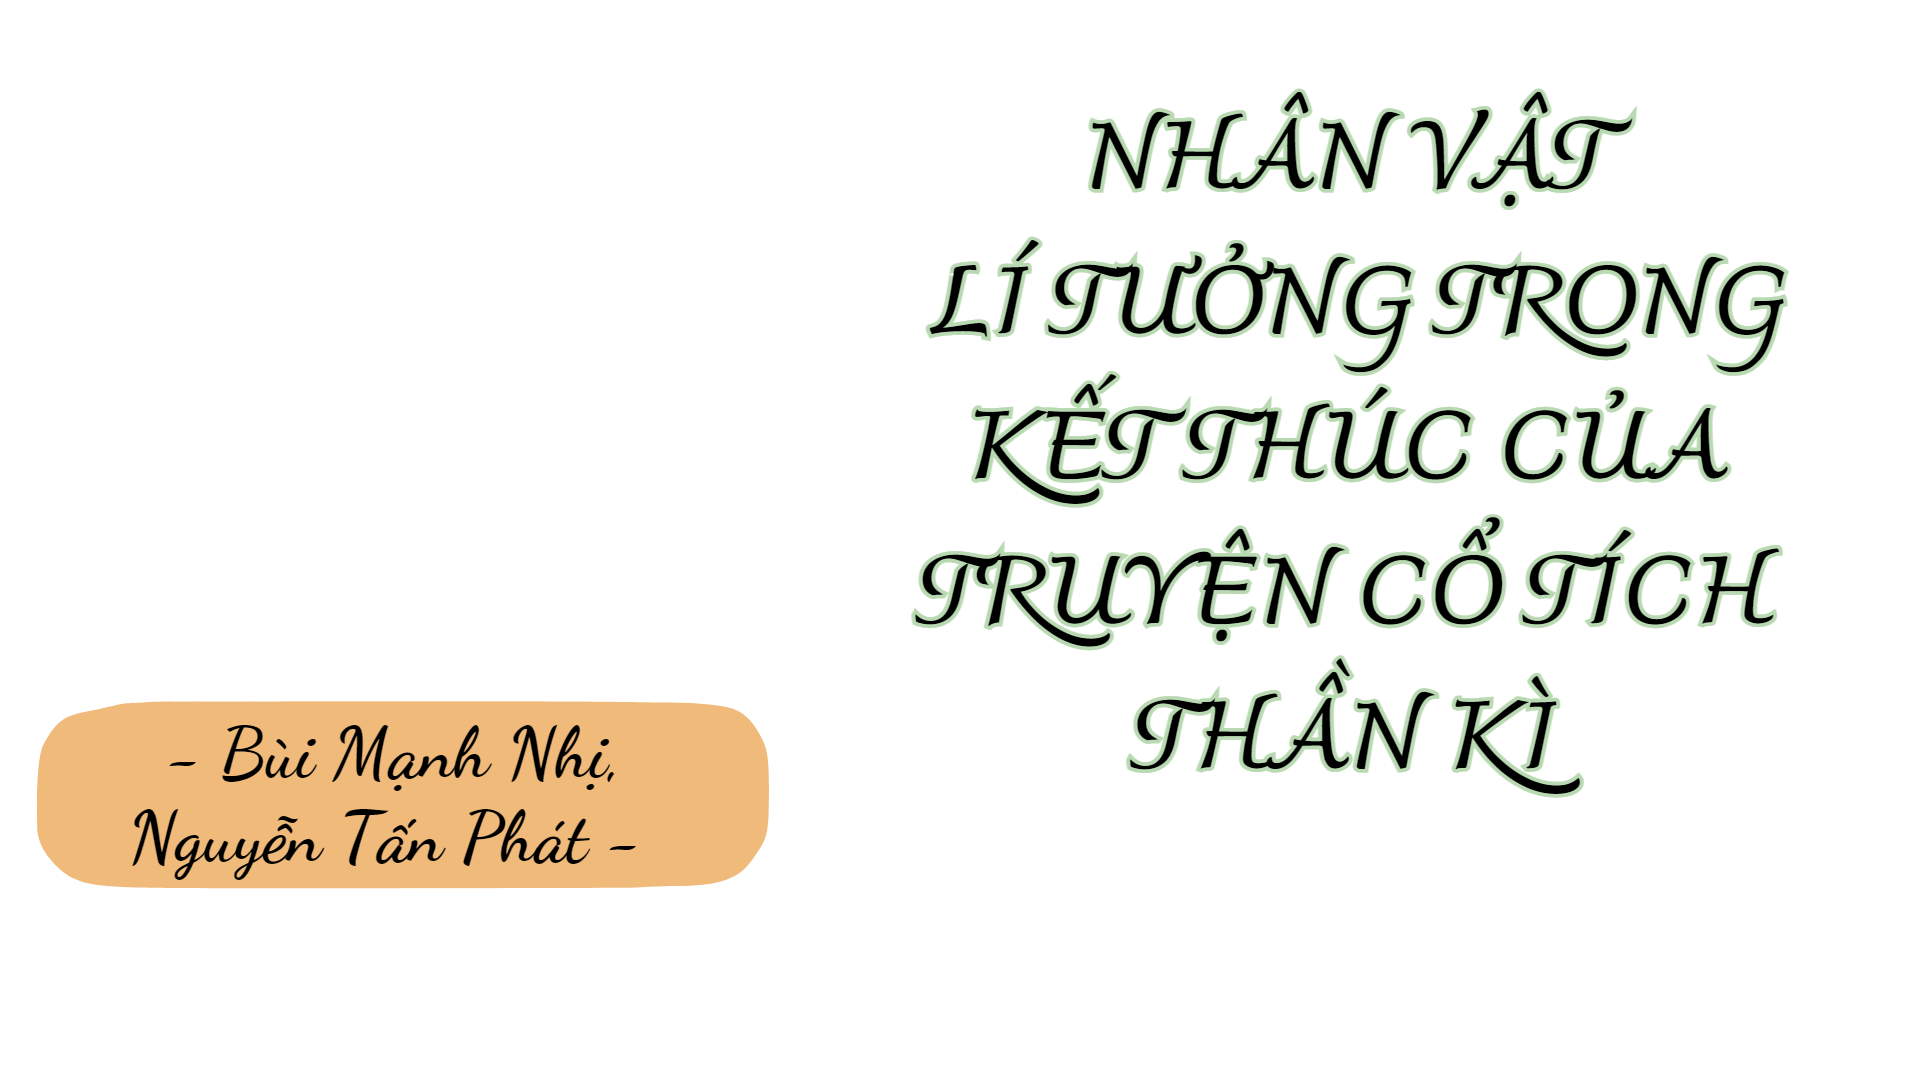 NHÂN VẬT
LÍ TƯỞNG TRONG
KẾT THÚC CỦA
TRUYỆN CỔ TÍCH
THẦN KÌ
- Bùi Mạnh Nhị,
Nguyễn Tấn Phát -